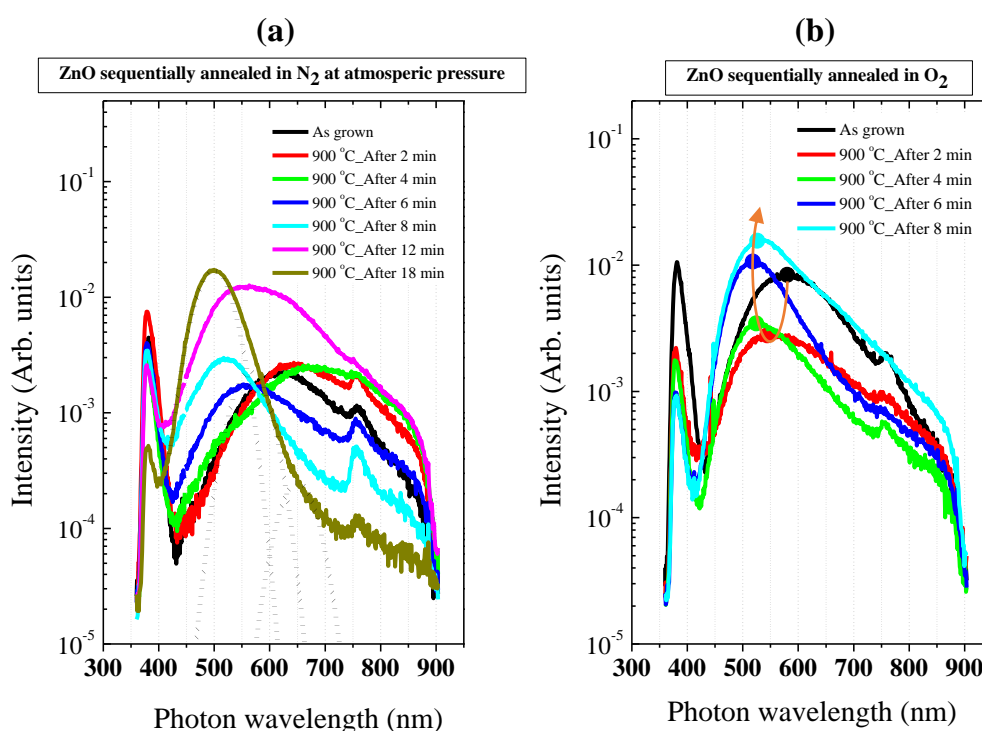 (a)
ZnO sequentially annealed in N2 at atmosperic pressure
As grown
900 °C_After 2 min
900 °C_After 4 min
900 °C_After 6 min
900 °C_After 8 min
900 °C_After 12 min
900 °C_After 18 min
10-1
10-2
10-3
10-4
10-5
Intensity (Arb. units)
300 400 500 600 700 800 900
Photon wavelength (nm)
(b)
ZnO sequentially annealed in O2
As grown
900 °C_After 2 min
900 °C_After 4 min
900 °C_After 6 min
900 °C_After 8 min
10-1
10-2
10-3
10-4
10-5
Intensity (Arb. units)
300 400 500 600 700 800 900
Photon wavelength (nm)